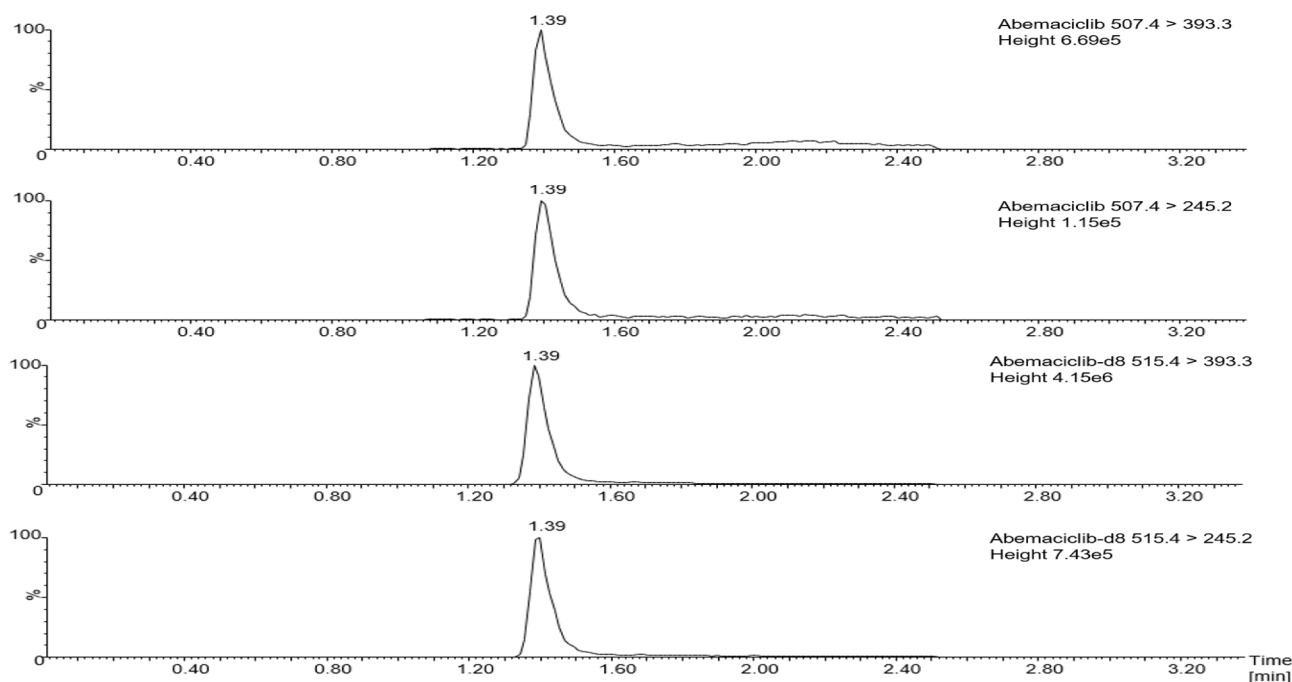 1.39
Abemaciclib 507.4 > 393.3
Height 6.69e5
100
%
0
0.40 0.80 1.20 1.60 2.00 2.40 2.80 3.20
1.39
Abemaciclib 507.4 > 245.2
Height 1.15e5
100
%
0
0.40 0.80 1.20 1.60 2.00 2.40 2.80 3.20
1.39
Abemaciclib-d8 515.4 > 393.3
Height 4.15e6
100
%
0
0.40 0.80 1.20 1.60 2.00 2.40 2.80 3.20
1.39
Abemaciclib-d8 515.4 > 245.2
Height 7.43e5
100
%
0
0.40 0.80 1.20 1.60 2.00 2.40 2.80 3.20
Time
[min]